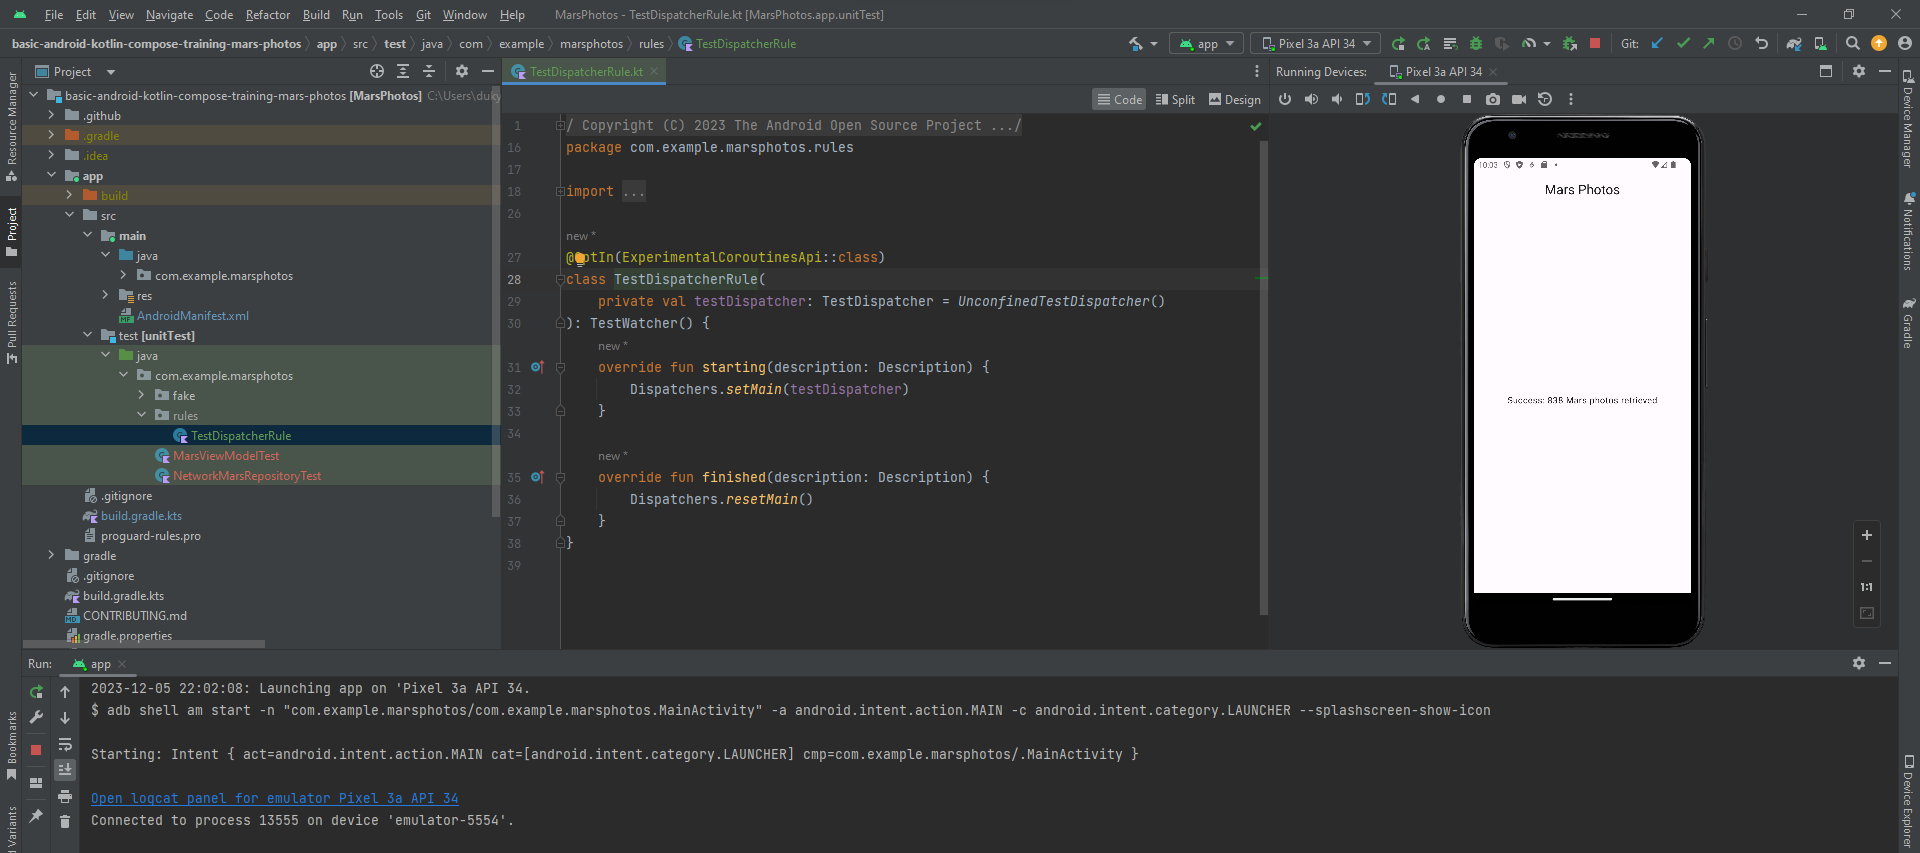 File Edit View Navigate Code Refactor Build Run Tools Git Window Help MarsPhotos - TestDispatcherRule.kt [MarsPhotos.app.unitTest]
basic-android-kotlin-compose-training-mars-photos app src test java com example marsphotos rules TestDispatcherRule
app Pixel 3a API 34 Git:
Project
TestDispatcherRule.kt
Running Devices: Pixel 3a API 34
Code Split Design
Resource Manager
Project
Pull Requests
Bookmarks
Variants
basic-android-kotlin-compose-training-mars-photos [MarsPhotos] C:\Users\duk
.github
.gradle
.idea
app
build
src
main
java
com.example.marsphotos
res
AndroidManifest.xml
test [unitTest]
java
com.example.marsphotos
fake
rules
TestDispatcherRule
MarsViewModelTest
NetworkMarsRepositoryTest
.gitignore
build.gradle.kts
proguard-rules.pro
gradle
.gitignore
build.gradle.kts
CONTRIBUTING.md
gradle.properties
1 / Copyright (C) 2023 The Android Open Source Project .../
16 package com.example.marsphotos.rules
17
18 import ...
26
new *
27 @OptIn(ExperimentalCoroutinesApi::class)
28 class TestDispatcherRule(
29 private val testDispatcher: TestDispatcher = UnconfinedTestDispatcher()
30 ): TestWatcher() {
new *
31 override fun starting(description: Description) {
32 Dispatchers.setMain(testDispatcher)
33 }
34
new *
35 override fun finished(description: Description) {
36 Dispatchers.resetMain()
37 }
38 }
39
10:03
Mars Photos
Success: 838 Mars photos retrieved
1:1
Device Manager
Notifications
Gradle
Device Explorer
Run: app
2023-12-05 22:02:08: Launching app on 'Pixel 3a API 34.
$ adb shell am start -n "com.example.marsphotos/com.example.marsphotos.MainActivity" -a android.intent.action.MAIN -c android.intent.category.LAUNCHER --splashscreen-show-icon
Starting: Intent { act=android.intent.action.MAIN cat=[android.intent.category.LAUNCHER] cmp=com.example.marsphotos/.MainActivity }
Open logcat panel for emulator Pixel 3a API 34
Connected to process 13555 on device 'emulator-5554'.